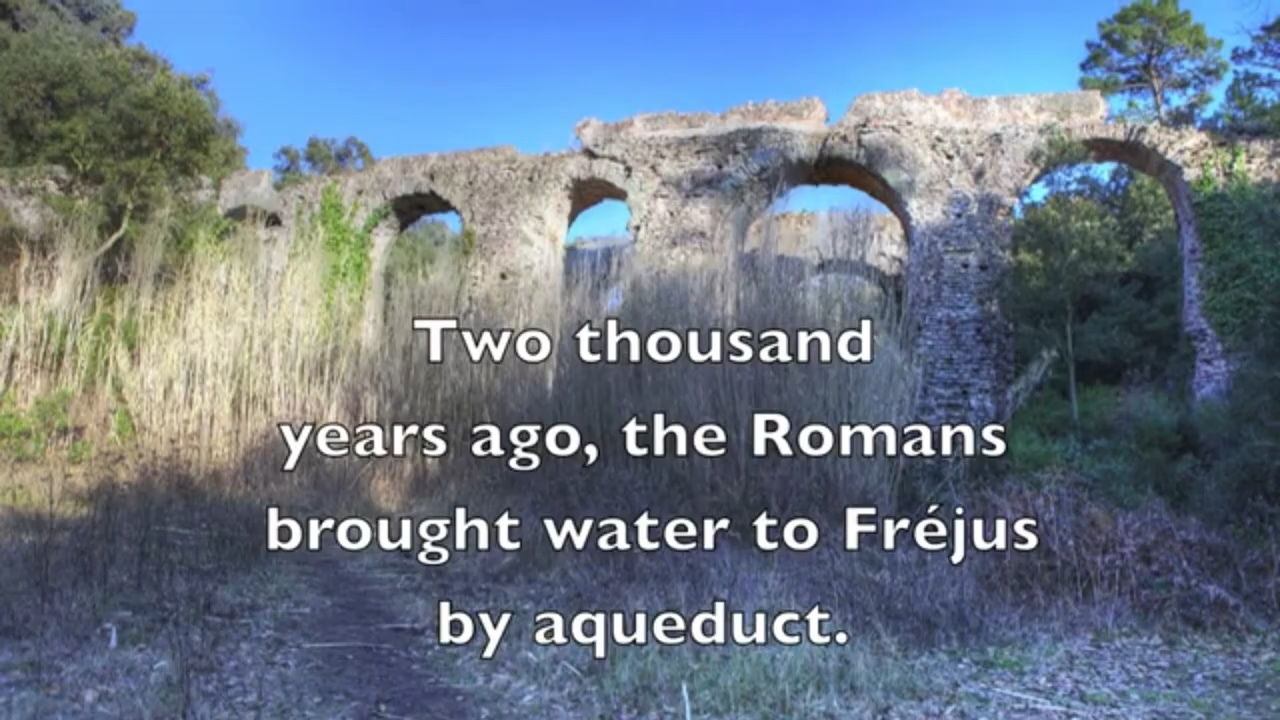 Two thousand
years ago, the Romans
brought water to Fréjus
by aqueduct.